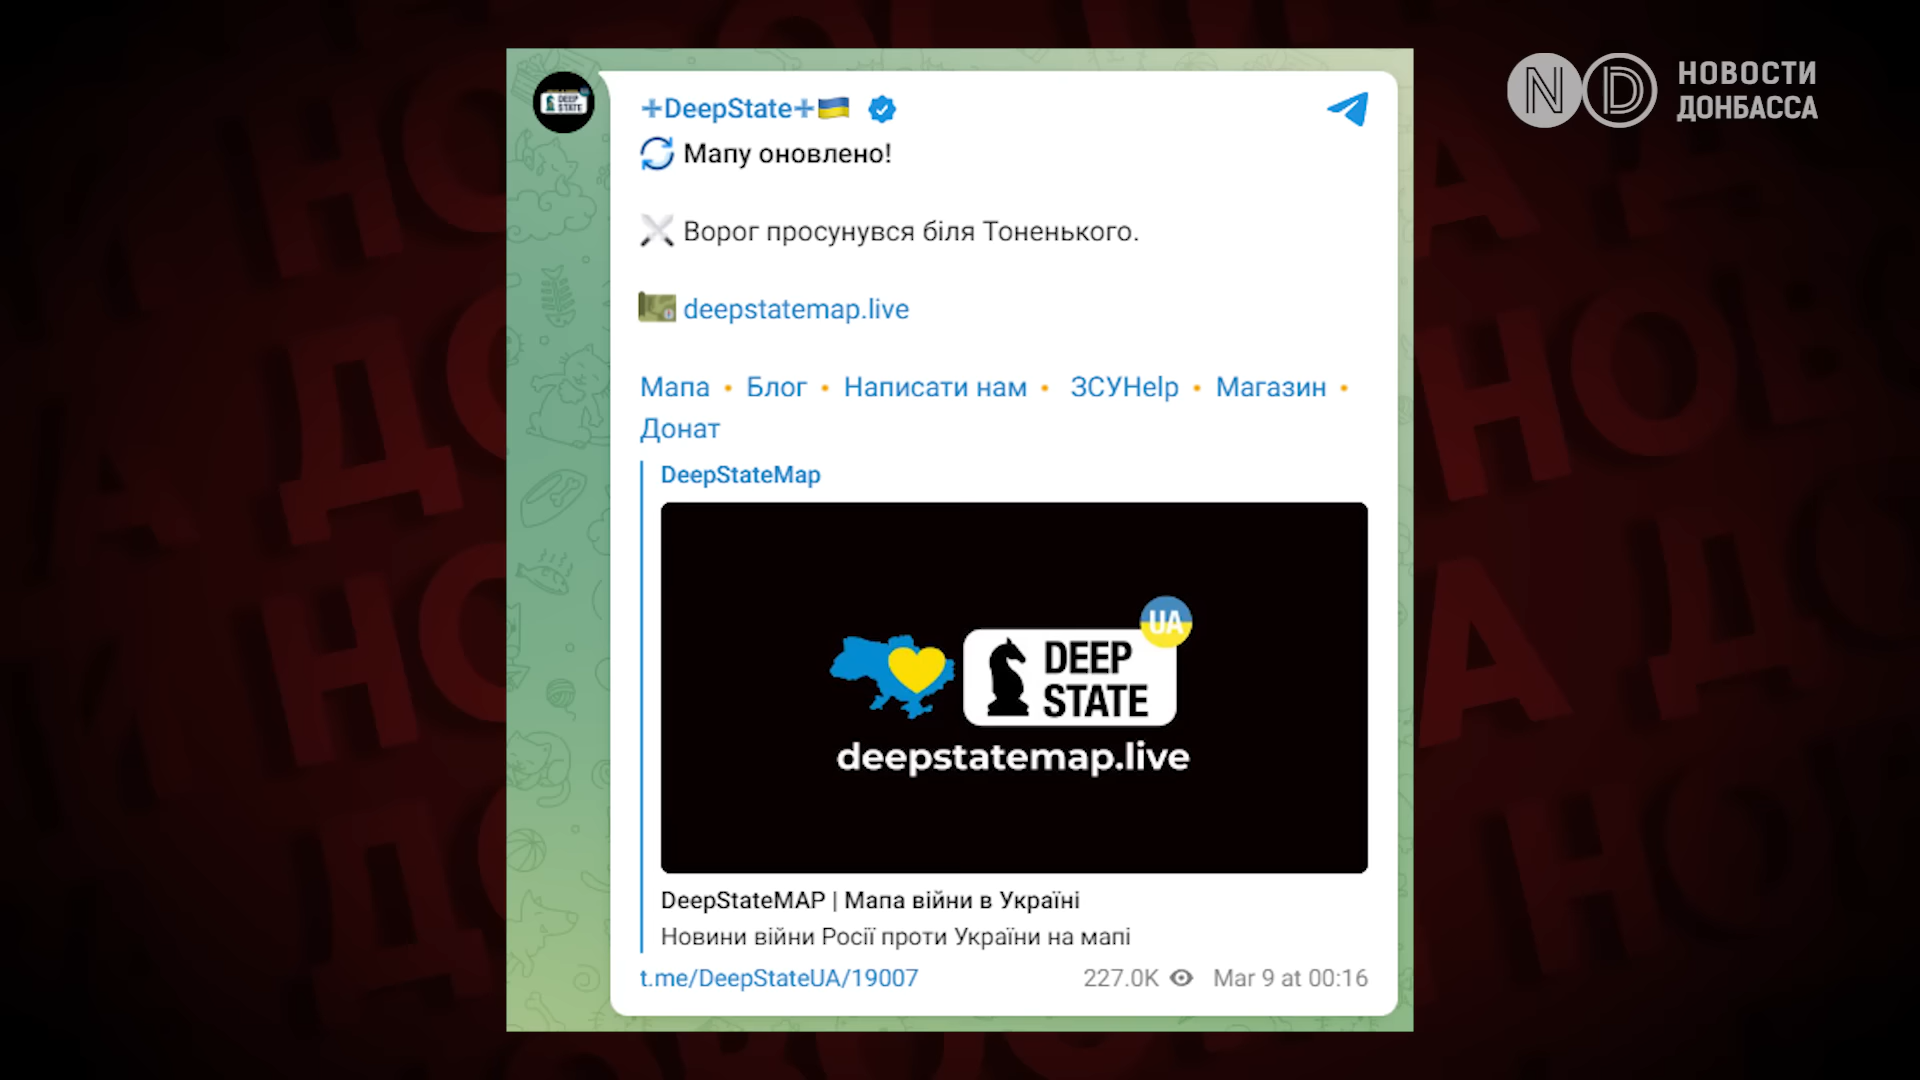 НОВОСТИ
ДОНБАССА
+DeepState+
Мапу оновлено!
Ворог просунувся біля Тоненького.
deepstatemap.live
Мапа • Блог • Написати нам • ЗСУHelp • Магазин •
Донат
DeepStateMap
UA
DEEP
STATE
deepstatemap.live
DeepStateMAP | Мапа війни в Україні
Новини війни Росії проти України на мапі
t.me/DeepStateUA/19007 227.0K Mar 9 at 00:16